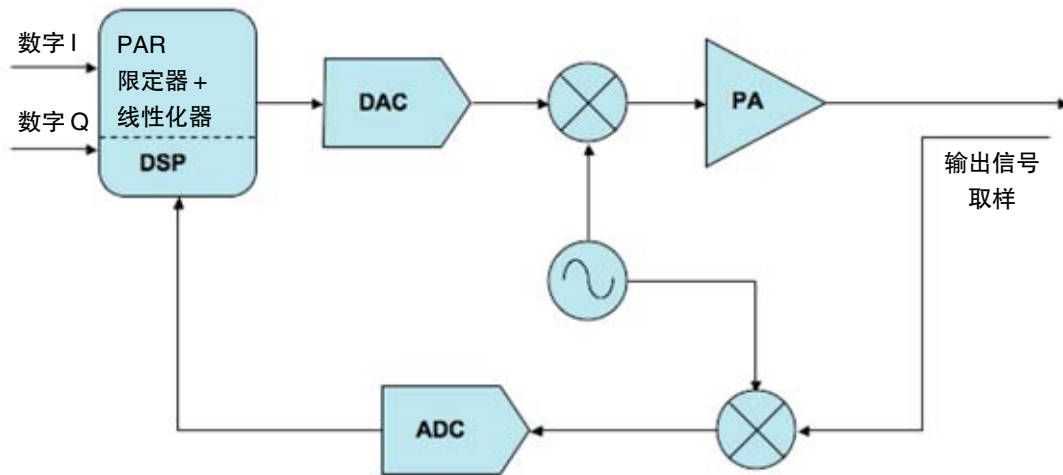 数字 I
PAR
限定器 +
线性化器
数字 Q
DSP
DAC
PA
输出信号
取样
ADC